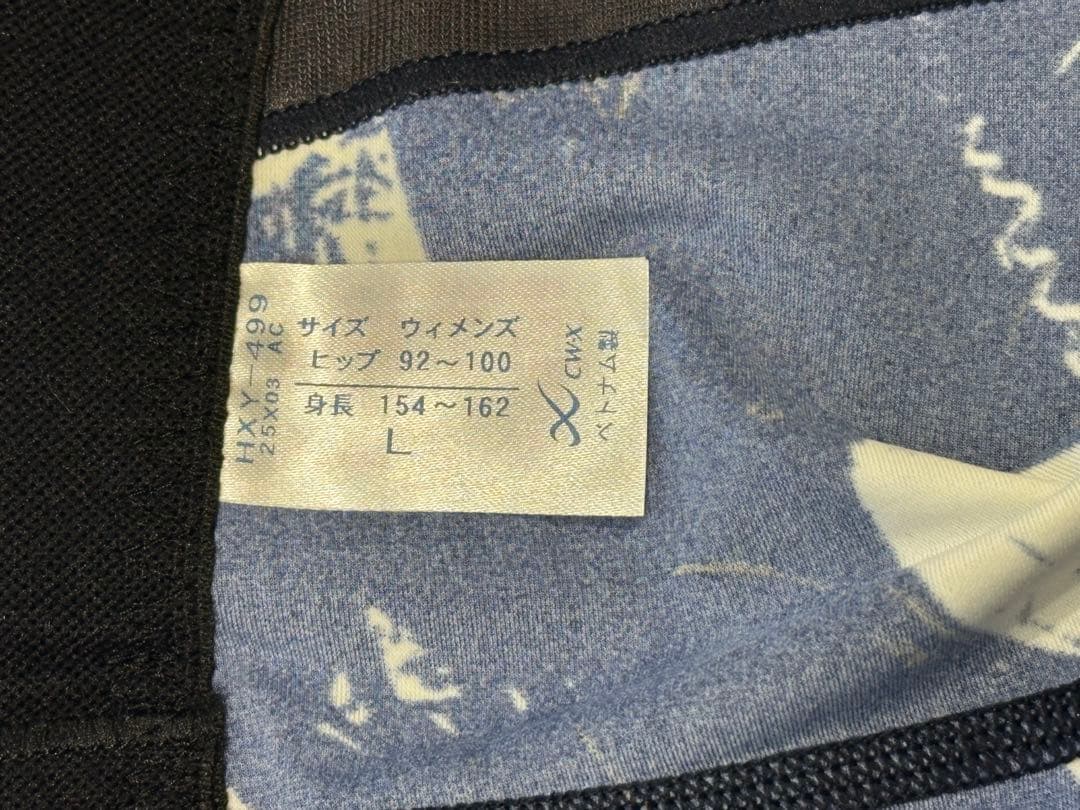 サイズ ウィメンズ
ヒップ 92～100
身長 154～162
L
HXY-499
25X03 AC
CW-X
ベトナム製